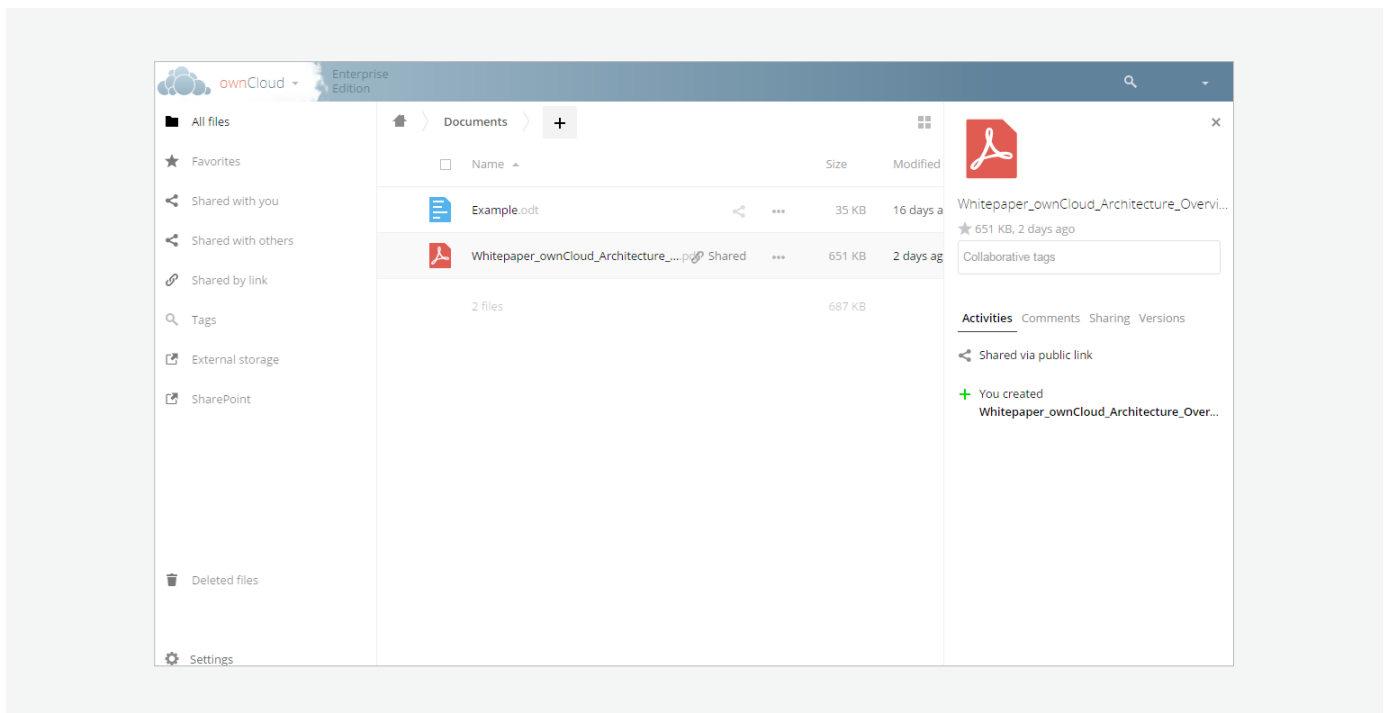 ownCloud
Enterprise
Edition
All files
Favorites
Shared with you
Shared with others
Shared by link
Tags
External storage
SharePoint
Deleted files
Settings
Documents
+
Name
Size
Modified
Example.odt
35 KB
16 days a
Whitepaper_ownCloud_Architecture_....pd Shared
651 KB
2 days ag
2 files
687 KB
Whitepaper_ownCloud_Architecture_Overvi...
651 KB, 2 days ago
Collaborative tags
Activities Comments Sharing Versions
Shared via public link
You created
Whitepaper_ownCloud_Architecture_Over...